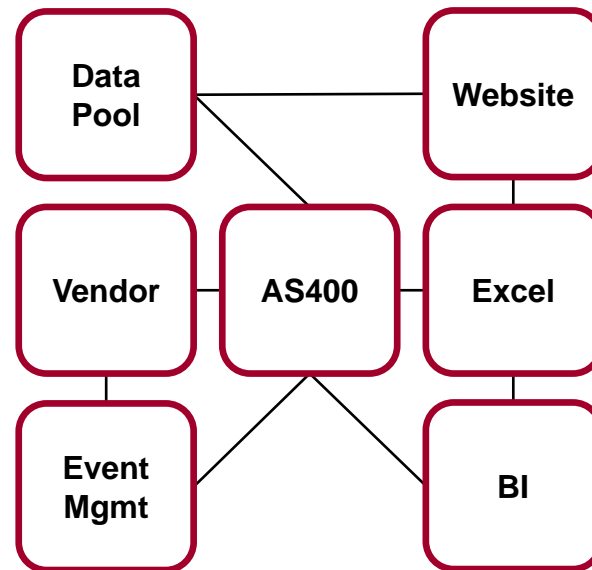 Data
Pool
Website
Vendor
AS400
Excel
Event
Mgmt
BI